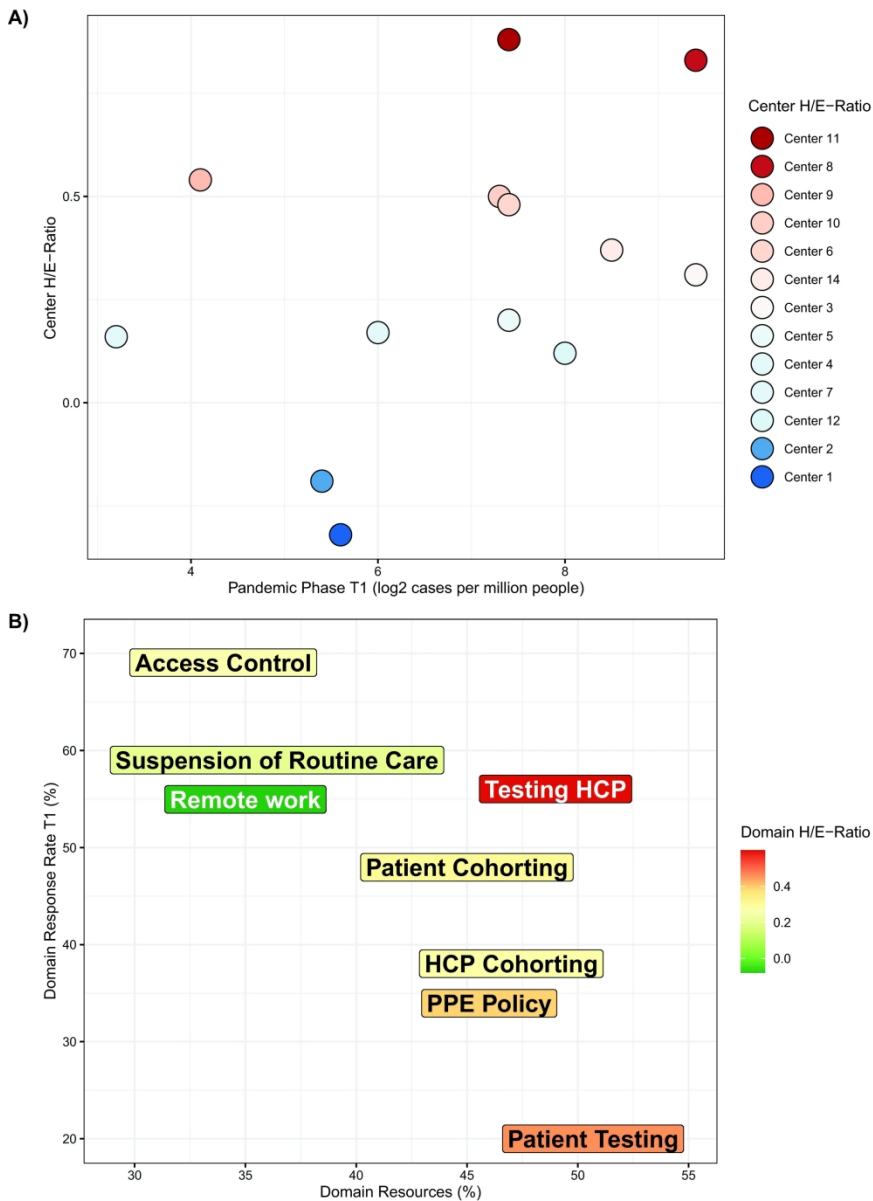 A)
Center H/E−Ratio
0.5
0.0
4
6
8
Pandemic Phase T1 (log2 cases per million people)
Center H/E−Ratio
Center 11
Center 8
Center 9
Center 10
Center 6
Center 14
Center 3
Center 5
Center 4
Center 7
Center 12
Center 2
Center 1
B)
Domain Response Rate T1 (%)
70
60
50
40
30
20
Access Control
Suspension of Routine Care
Remote work
Testing HCP
Patient Cohorting
HCP Cohorting
PPE Policy
Patient Testing
30
35
40
45
50
55
Domain Resources (%)
Domain H/E−Ratio
0.4
0.2
0.0